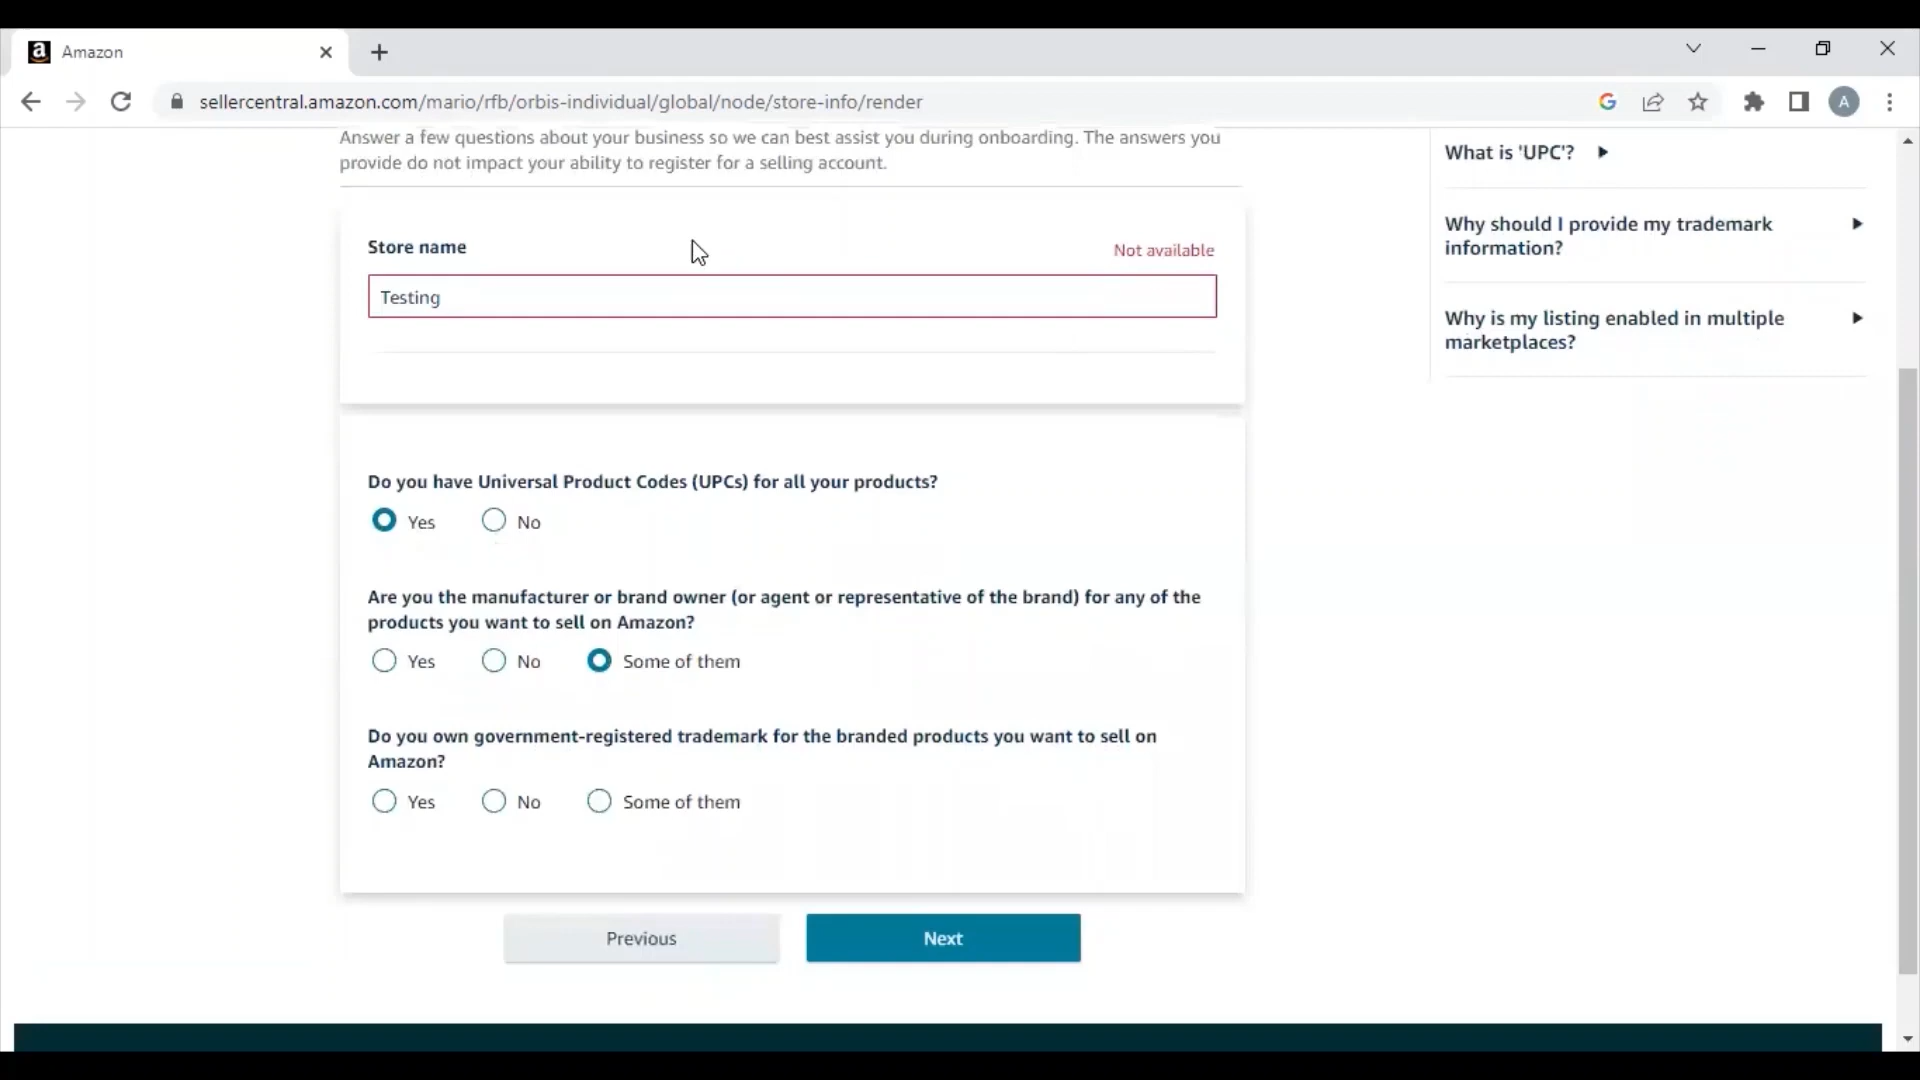 Amazon
sellercentral.amazon.com/mario/rfb/orbis-individual/global/node/store-info/render
A
Answer a few questions about your business so we can best assist you during onboarding. The answers you
provide do not impact your ability to register for a selling account.
Store name
Not available
Testing
Do you have Universal Product Codes (UPCs) for all your products?
Yes No
Are you the manufacturer or brand owner (or agent or representative of the brand) for any of the
products you want to sell on Amazon?
Yes No Some of them
Do you own government-registered trademark for the branded products you want to sell on
Amazon?
Yes No Some of them
Previous Next
What is 'UPC'?
Why should I provide my trademark
information?
Why is my listing enabled in multiple
marketplaces?